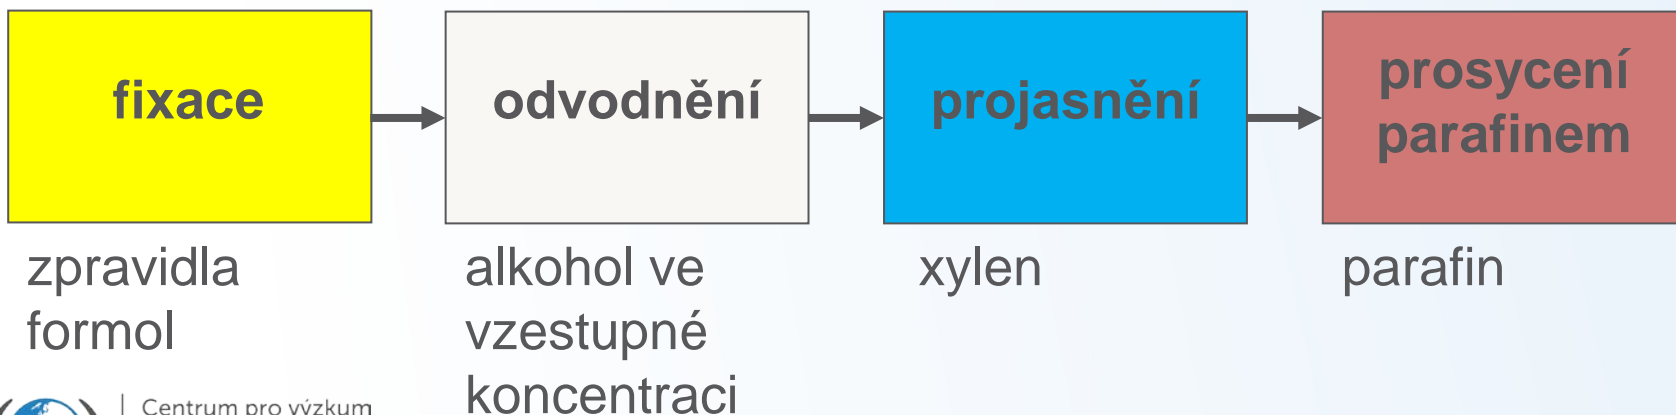 fixace
odvodnění
projasnění
prosycení
parafinem
zpravidla
formol
alkohol ve
vzestupné
koncentraci
xylen
parafin
Centrum pro výzkum